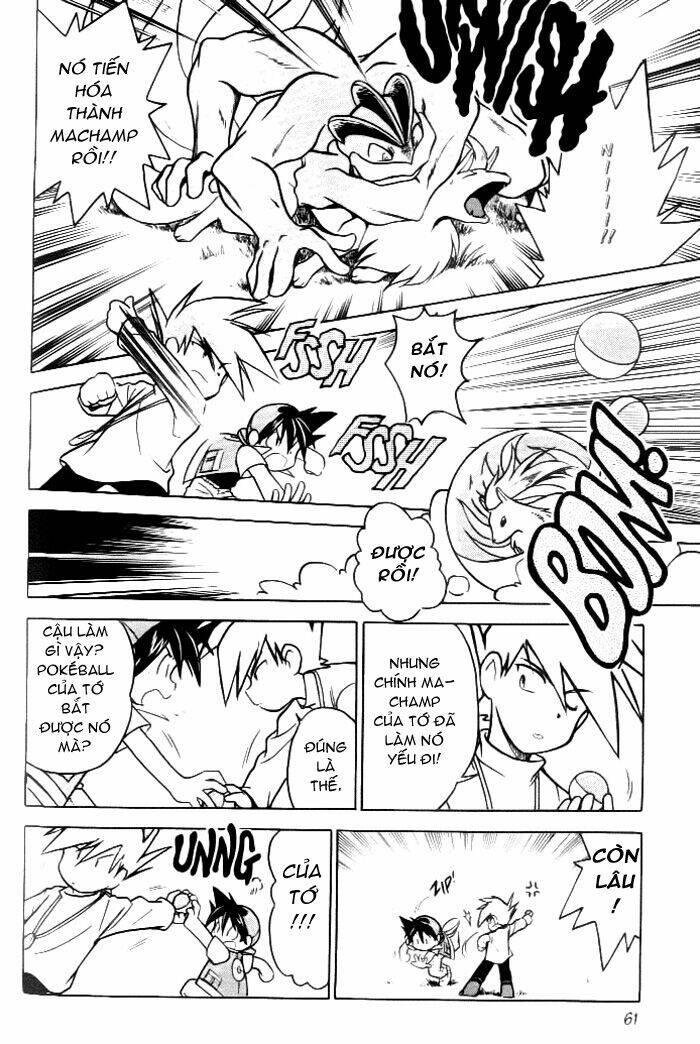 NÓ TIẾN
HÓA
THÀNH
MACHAMP
RỒI!!
NIIIII!!
FSSH
BẮT
NÓ!
FSSH
BOM!
ĐƯỢC
RỒI!
CẬU LÀM
GÌ VẬY?
POKÉBALL
CỦA TỚ
BẮT
ĐƯỢC NÓ
MÀ?
ĐÚNG LÀ
THẾ,
NHƯNG
CHÍNH MA-
CHAMP
CỦA TỚ ĐÃ
LÀM NÓ
YẾU ĐI!
UNNG
CỦA
TỚ
!!!
ZIP!
CÒN
LÂU
!
61